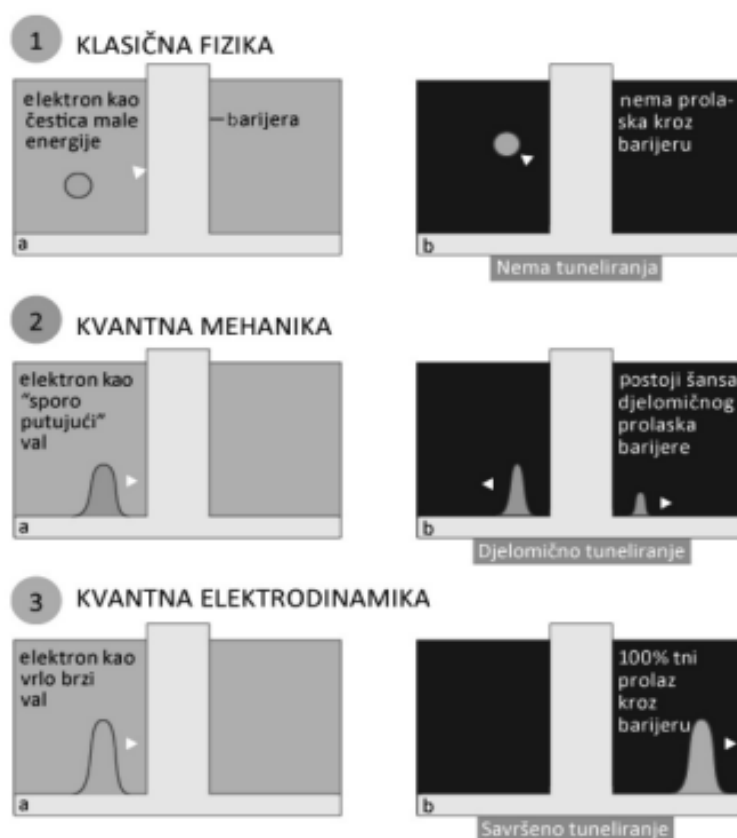 1 KLASIČNA FIZIKA
elektron kao
čestica male
energije
barijera
a
nema prola-
ska kroz
barijeru
b
Nema tuneliranja
2 KVANTNA MEHANIKA
elektron kao
"sporo
putujući"
val
a
postoji šansa
djelomičnog
prolaska
barijere
b
Djelomično tuneliranje
3 KVANTNA ELEKTRODINAMIKA
elektron kao
vrlo brzi
val
a
100% tni
prolaz
kroz
barijeru
b
Savršeno tuneliranje